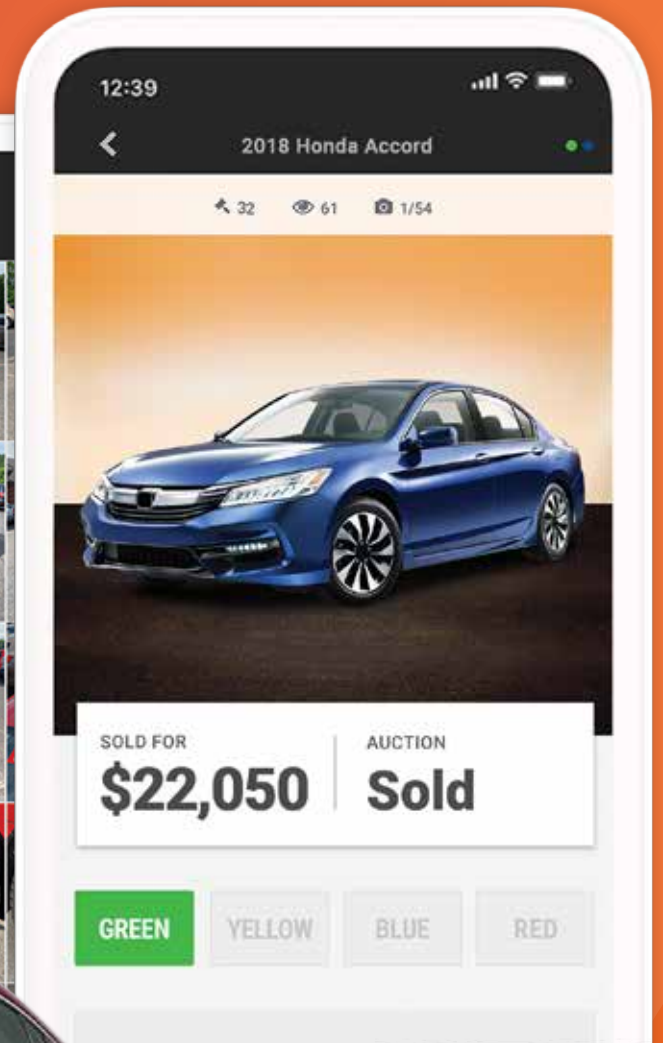 12:39
2018 Honda Accord
32 61 1/54
SOLD FOR AUCTION
$22,050 Sold
GREEN YELLOW BLUE RED